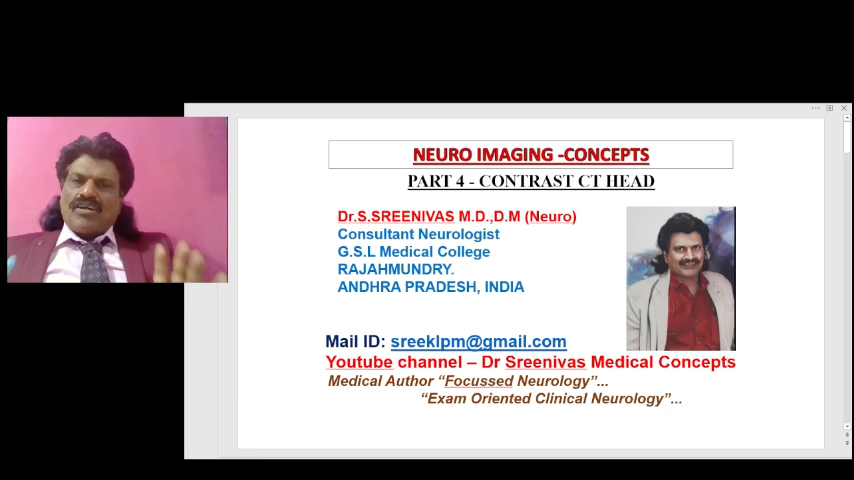 NEURO IMAGING -CONCEPTS
PART 4 - CONTRAST CT HEAD
Dr.S.SREENIVAS M.D.,D.M (Neuro)
Consultant Neurologist
G.S.L Medical College
RAJAHMUNDRY.
ANDHRA PRADESH, INDIA
Mail ID: sreeklpm@gmail.com
Youtube channel – Dr Sreenivas Medical Concepts
Medical Author “Focussed Neurology”...
“Exam Oriented Clinical Neurology”...